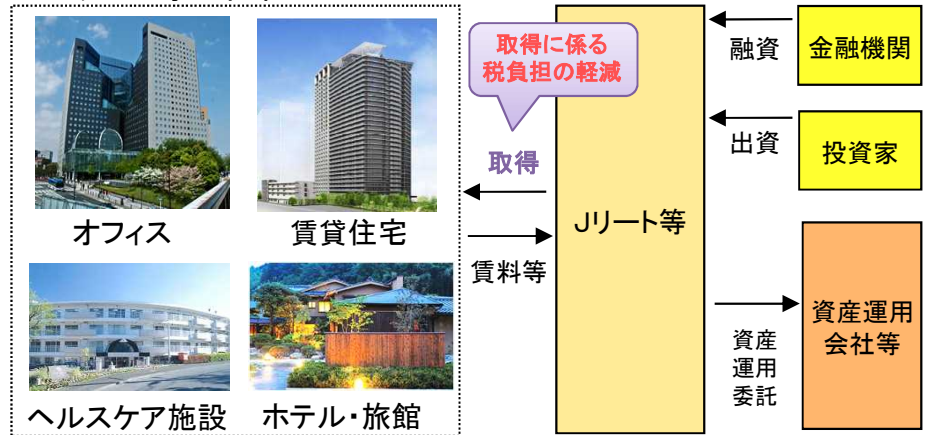 取得に係る
税負担の軽減
取得
賃料等
オフィス
賃貸住宅
ヘルスケア施設
ホテル・旅館
Jリート等
融資
金融機関
出資
投資家
資産
運用
委託
資産運用
会社等